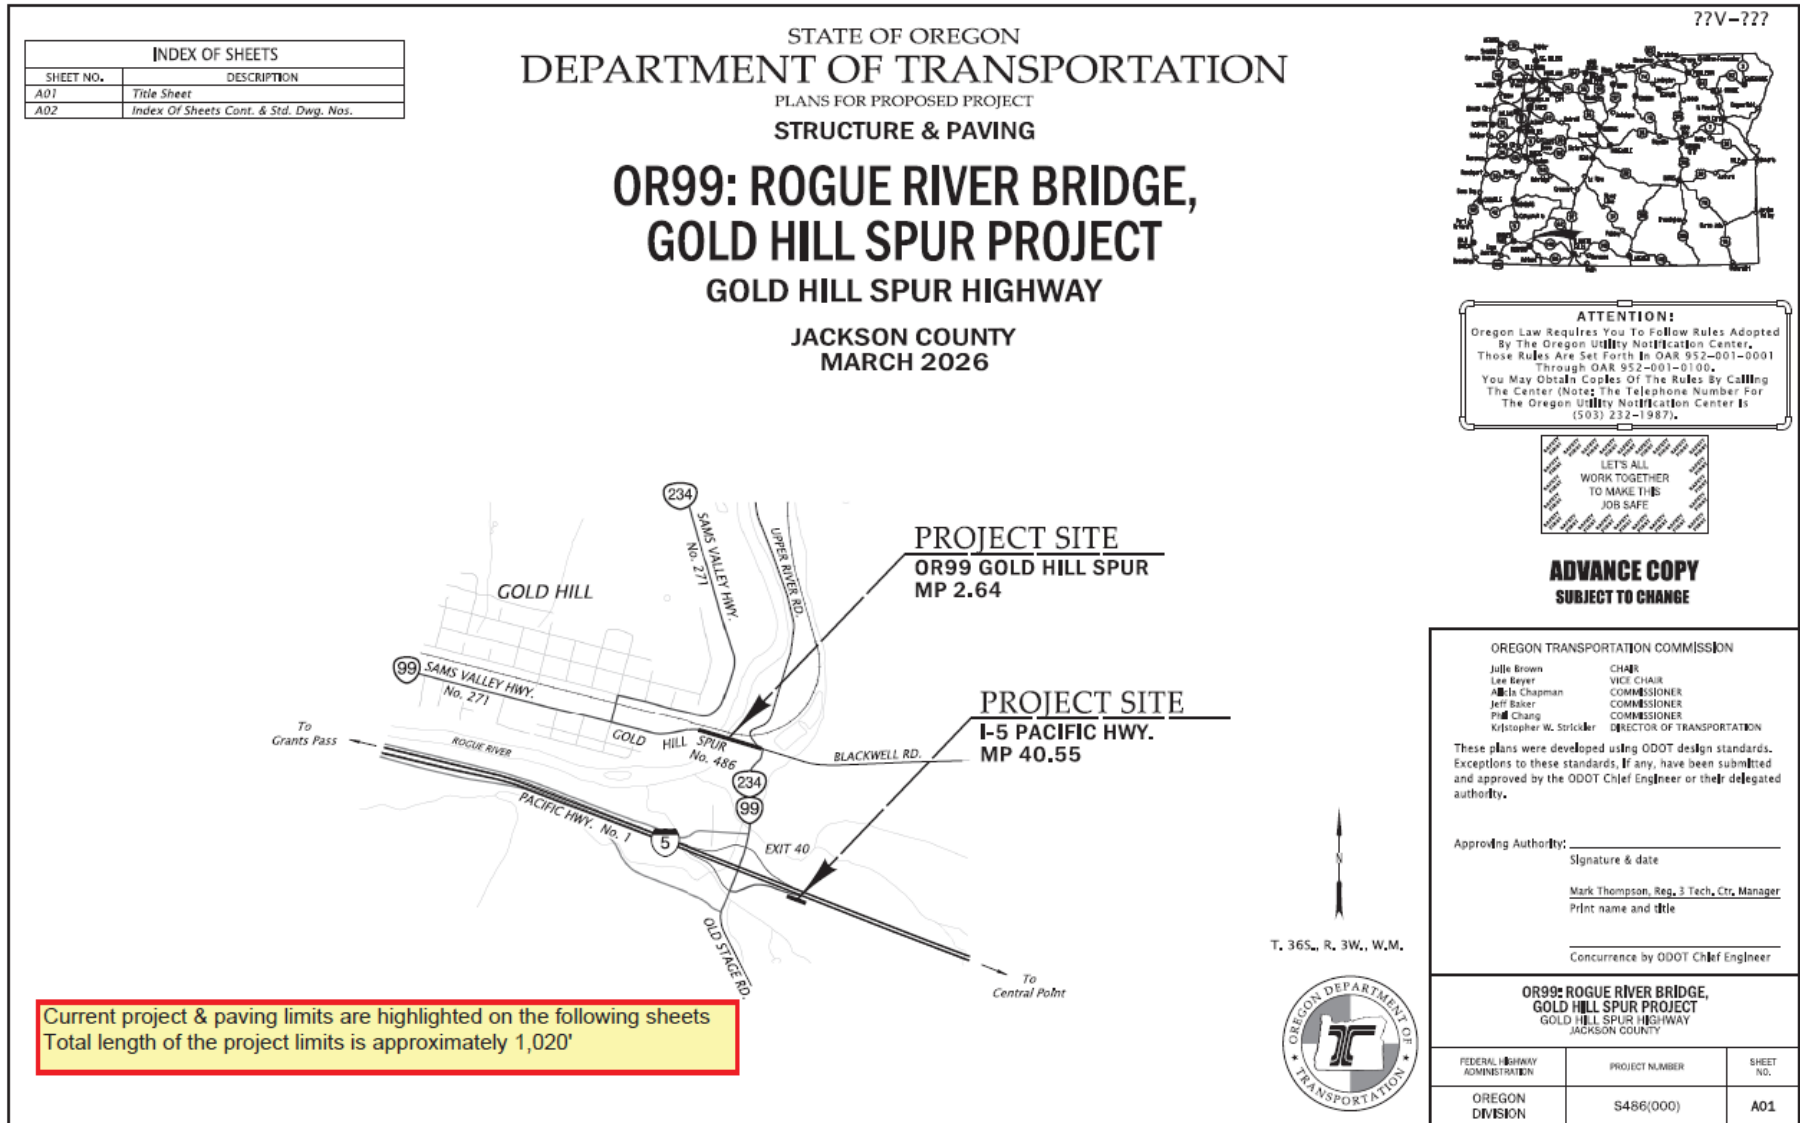 ??V-???
INDEX OF SHEETS
SHEET NO. DESCRIPTION
A01 Title Sheet
A02 Index Of Sheets Cont. & Std. Dwg. Nos.
STATE OF OREGON
DEPARTMENT OF TRANSPORTATION
PLANS FOR PROPOSED PROJECT
STRUCTURE & PAVING
OR99: ROGUE RIVER BRIDGE,
GOLD HILL SPUR PROJECT
GOLD HILL SPUR HIGHWAY
JACKSON COUNTY
MARCH 2026
ATTENTION:
Oregon Law Requires You To Follow Rules Adopted
By The Oregon Utility Notification Center.
Those Rules Are Set Forth In OAR 952-001-0001
Through OAR 952-001-0100.
You May Obtain Copies Of The Rules By Calling
The Center (Note: The Telephone Number For
The Oregon Utility Notification Center Is
(503) 232-1987).
LET'S ALL
WORK TOGETHER
TO MAKE THIS
JOB SAFE
ADVANCE COPY
SUBJECT TO CHANGE
234
SAMS VALLEY HWY.
No. 271
UPPER RIVER RD.
PROJECT SITE
OR99 GOLD HILL SPUR
MP 2.64
GOLD HILL
99
SAMS VALLEY HWY.
No. 271
PROJECT SITE
I-5 PACIFIC HWY.
MP 40.55
To
Grants Pass
ROGUE RIVER
GOLD HILL SPUR
No. 486
BLACKWELL RD.
234
99
PACIFIC HWY. No. 1
5
EXIT 40
OLD STAGE RD.
To
Central Point
N
T. 36S., R. 3W., W.M.
OREGON DEPARTMENT OF TRANSPORTATION
Current project & paving limits are highlighted on the following sheets
Total length of the project limits is approximately 1,020'
OREGON TRANSPORTATION COMMISSION
Julie Brown CHAIR
Lee Beyer VICE CHAIR
Alicia Chapman COMMISSIONER
Jeff Baker COMMISSIONER
Phil Chang COMMISSIONER
Kristopher W. Strickler DIRECTOR OF TRANSPORTATION
These plans were developed using ODOT design standards.
Exceptions to these standards, if any, have been submitted
and approved by the ODOT Chief Engineer or their delegated
authority.
Approving Authority:
Signature & date
Mark Thompson, Reg. 3 Tech. Ctr. Manager
Print name and title
Concurrence by ODOT Chief Engineer
OR99: ROGUE RIVER BRIDGE,
GOLD HILL SPUR PROJECT
GOLD HILL SPUR HIGHWAY
JACKSON COUNTY
FEDERAL HIGHWAY
ADMINISTRATION
PROJECT NUMBER
SHEET
NO.
OREGON
DIVISION
S486(000)
A01